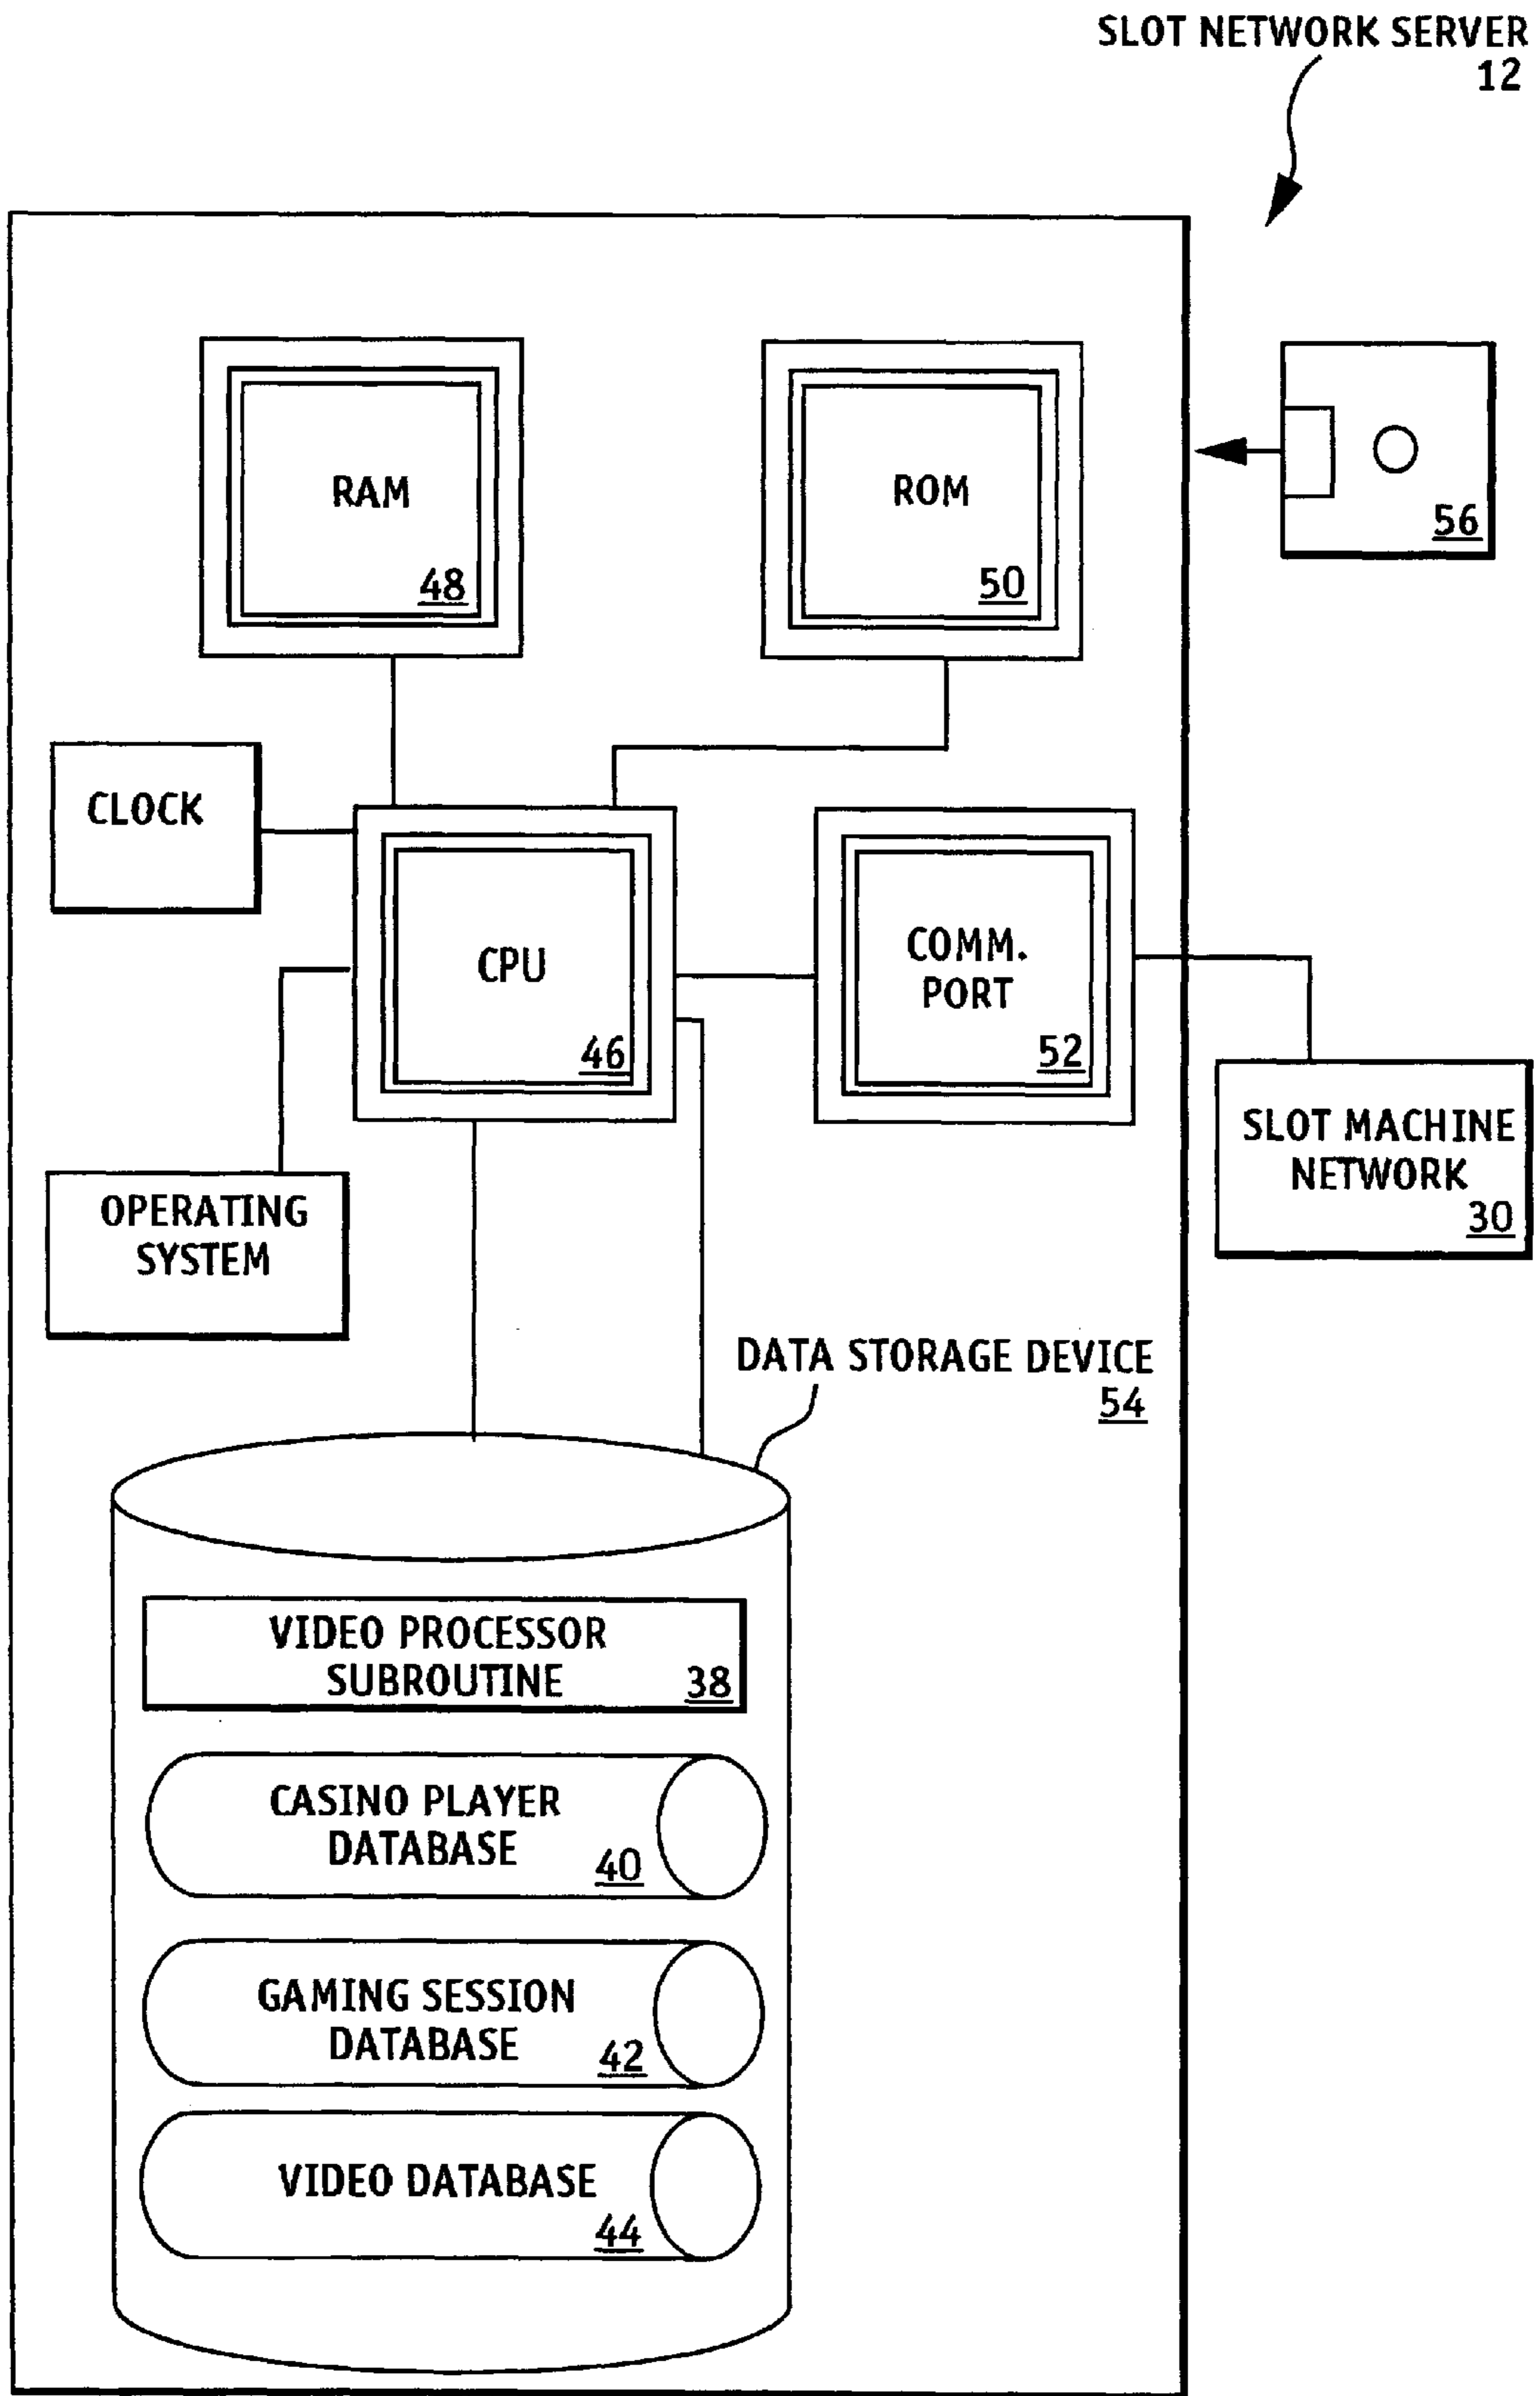 SLOT NETWORK SERVER
12
RAM
48
ROM
50
56
CLOCK
CPU
46
COMM.
PORT
52
SLOT MACHINE
NETWORK
30
OPERATING
SYSTEM
DATA STORAGE DEVICE
54
VIDEO PROCESSOR
SUBROUTINE 38
CASINO PLAYER
DATABASE 40
GAMING SESSION
DATABASE 42
VIDEO DATABASE
44